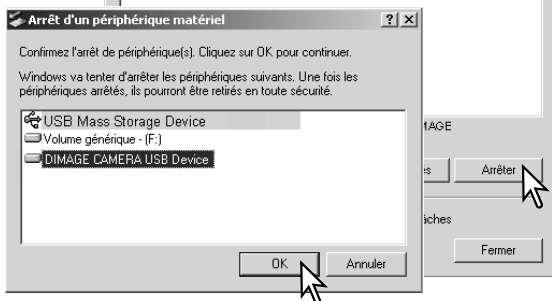 Arrêt d'un périphérique matériel
Confirmez l'arrêt de périphérique(s). Cliquez sur OK pour continuer.
Windows va tenter d'arrêter les périphériques suivants. Une fois les
périphériques arrêtés, ils pourront être retirés en toute sécurité.
USB Mass Storage Device
Volume générique - (F:)
DIMAGE CAMERA USB Device
OK
Annuler
Arrêter
Fermer